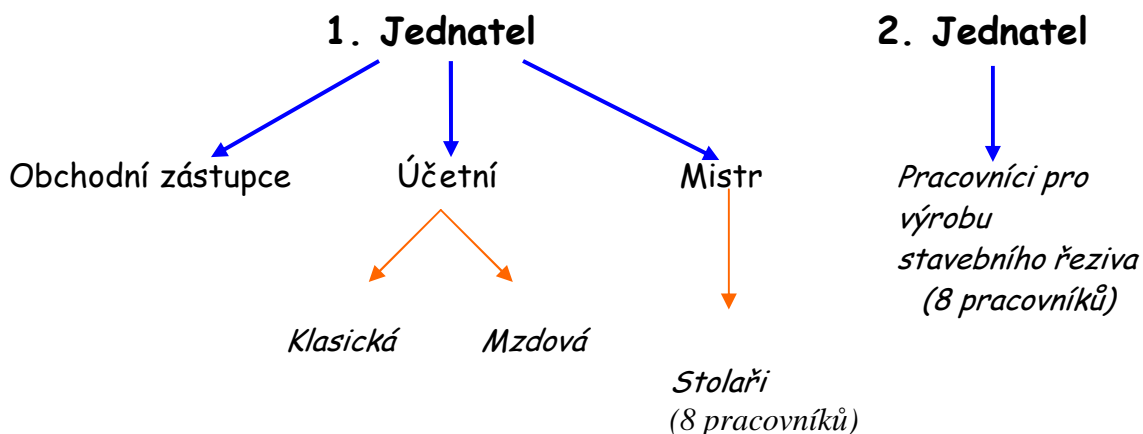 1. Jednatel
2. Jednatel
Obchodní zástupce
Účetní
Mistr
Pracovníci pro
výrobu
stavebního řeziva
(8 pracovníků)
Klasická
Mzdová
Stolaři
(8 pracovníků)